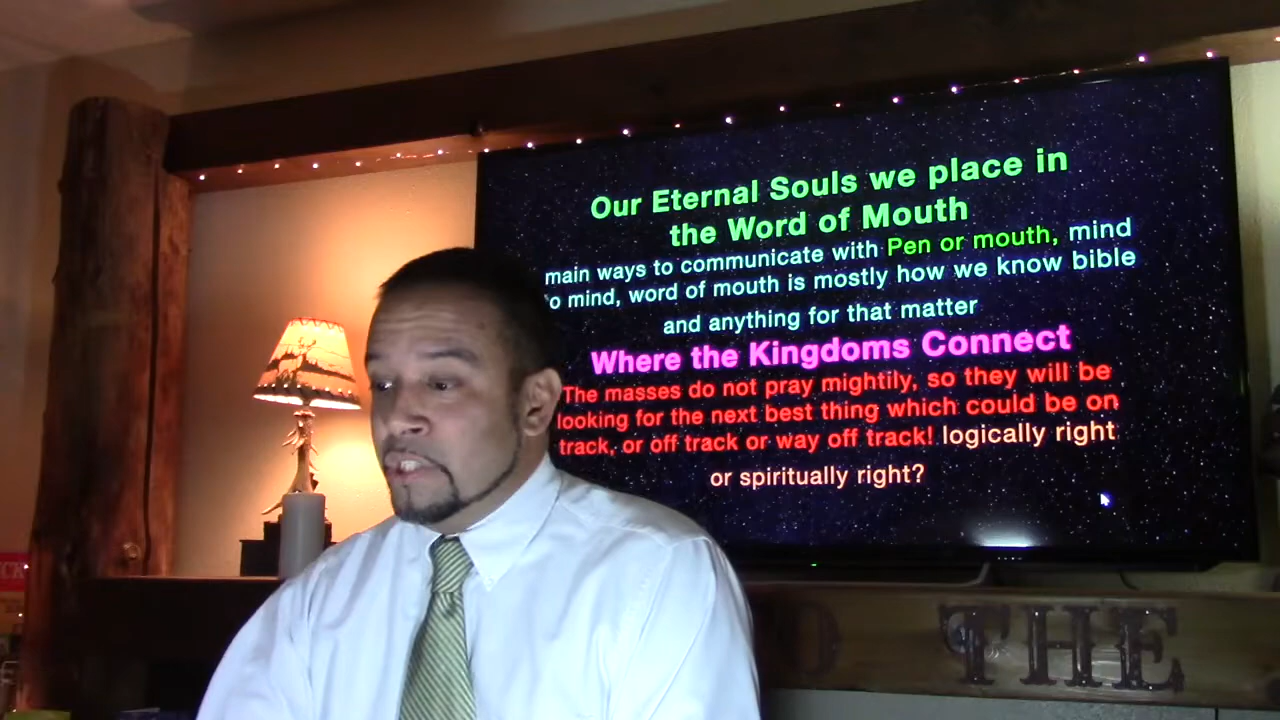 Our Eternal Souls we place in
the Word of Mouth
main ways to communicate with Pen or mouth, mind
to mind, word of mouth is mostly how we know bible
and anything for that matter
Where the Kingdoms Connect
The masses do not pray mightily, so they will be
looking for the next best thing which could be on
track, or off track or way off track! logically right
or spiritually right?
THE